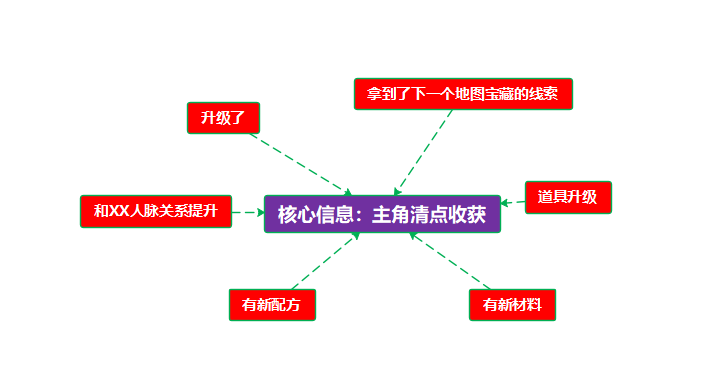 拿到了下一个地图宝藏的线索
升级了
道具升级
和XX人脉关系提升
核心信息：主角清点收获
有新配方
有新材料